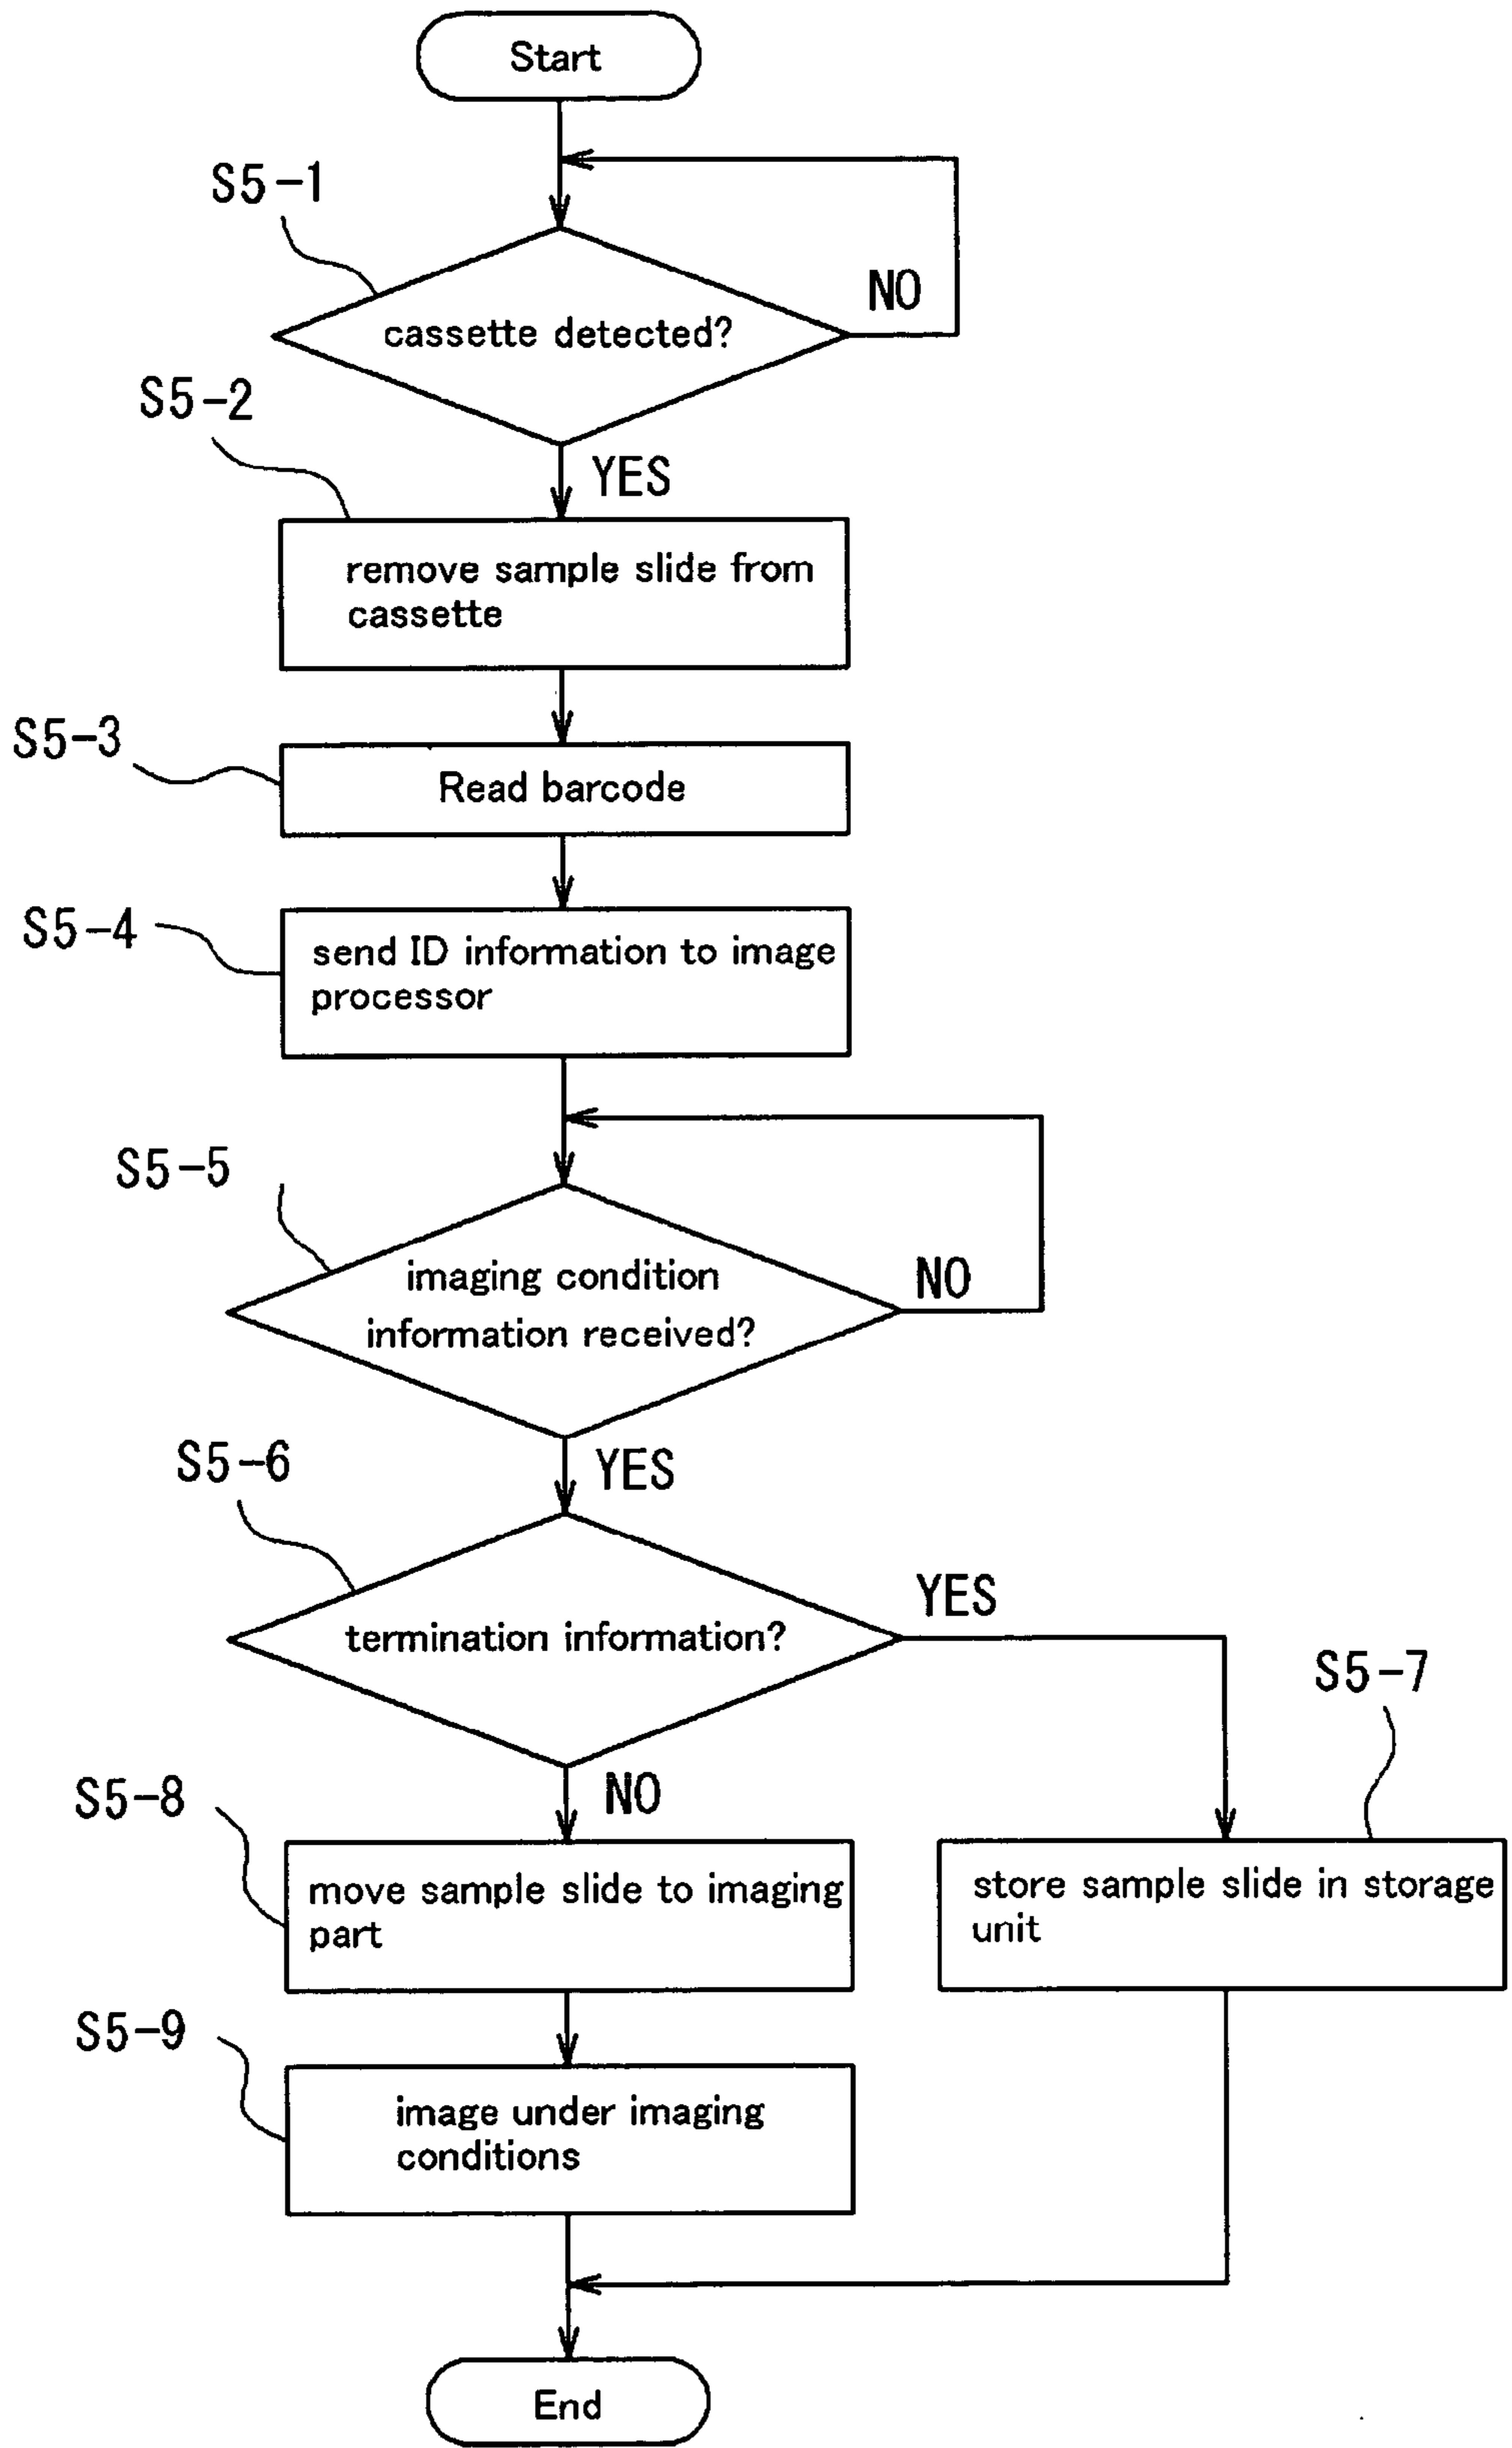 Start
S5-1
NO
cassette detected?
S5-2
YES
remove sample slide from
cassette
S5-3
Read barcode
S5-4
send ID information to image
processor
S5-5
imaging condition
NO
information received?
S5-6
YES
YES
termination information?
S5-7
S5-8
NO
move sample slide to imaging
part
store sample slide in storage
unit
S5-9
image under imaging
conditions
End